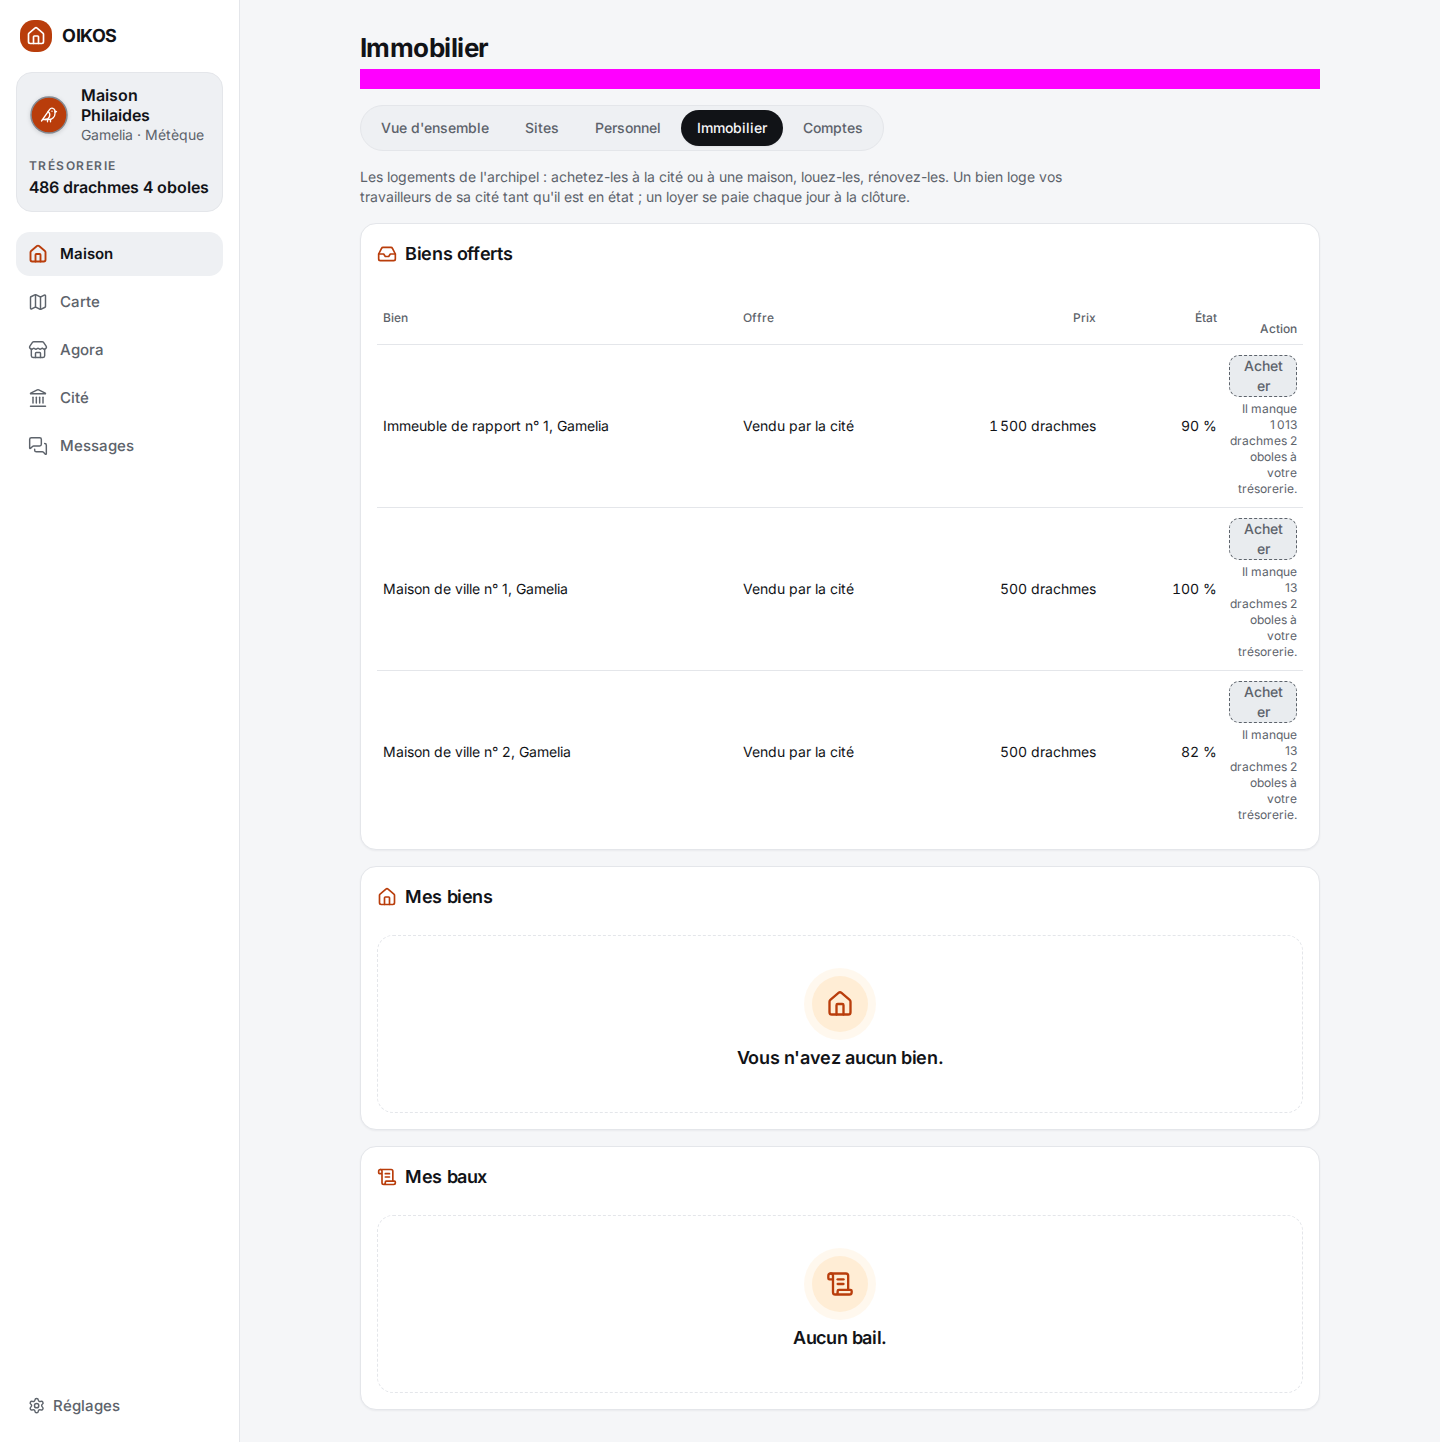 OIKOS
Maison
Philaides
Gamelia · Métèque
TRÉSORERIE
486 drachmes 4 oboles
Maison
Carte
Agora
Cité
Messages
Réglages
Immobilier
Vue d'ensemble
Sites
Personnel
Immobilier
Comptes
Les logements de l'archipel : achetez-les à la cité ou à une maison, louez-les, rénovez-les. Un bien loge vos
travailleurs de sa cité tant qu'il est en état ; un loyer se paie chaque jour à la clôture.
Biens offerts
Bien Offre Prix État Action
Immeuble de rapport n° 1, Gamelia Vendu par la cité 1 500 drachmes 90 %
Achet
er
Il manque
1 013
drachmes 2
oboles à
votre
trésorerie.
Maison de ville n° 1, Gamelia Vendu par la cité 500 drachmes 100 %
Achet
er
Il manque
13
drachmes 2
oboles à
votre
trésorerie.
Maison de ville n° 2, Gamelia Vendu par la cité 500 drachmes 82 %
Achet
er
Il manque
13
drachmes 2
oboles à
votre
trésorerie.
Mes biens
Vous n'avez aucun bien.
Mes baux
Aucun bail.